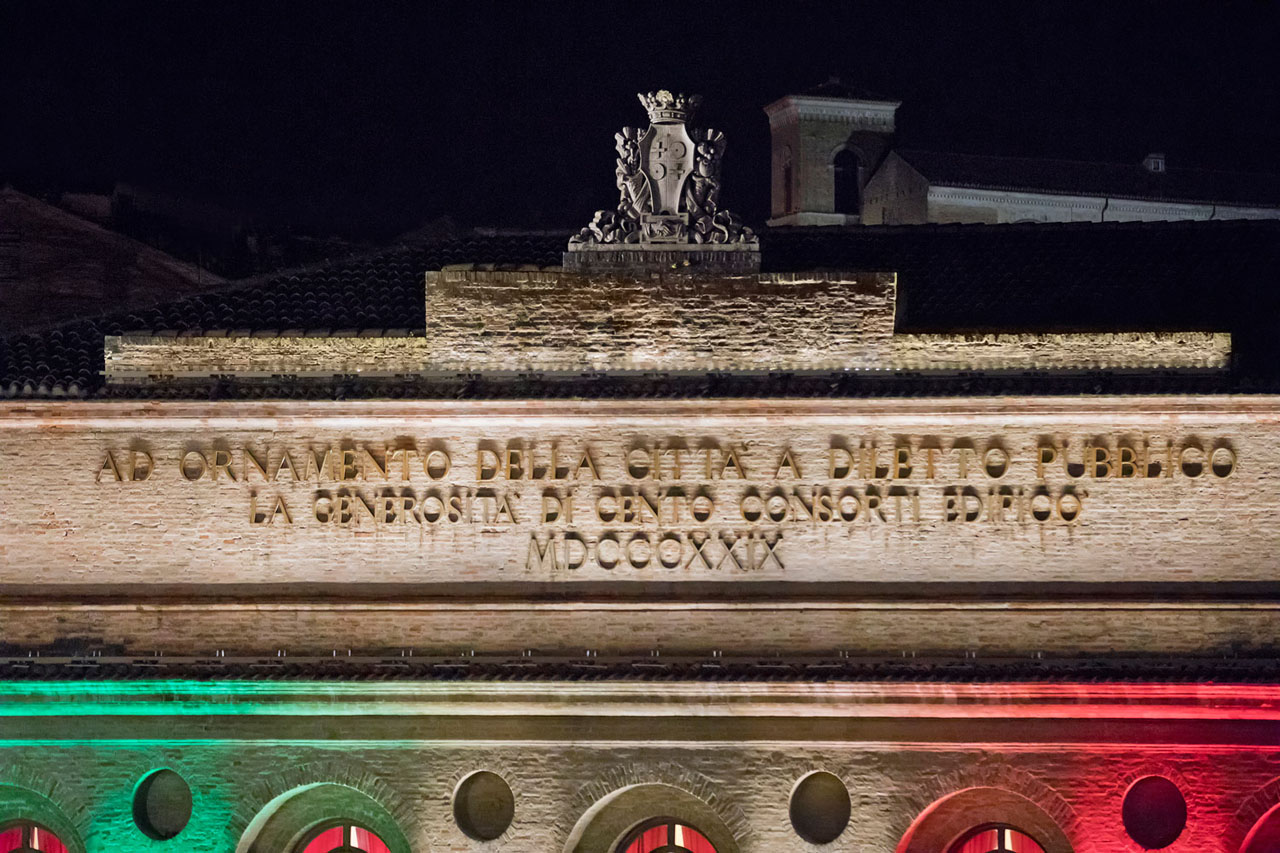 AD ORNAMENTO DELLA CITTA' A DILETTO PUBBLICO
LA GENEROSITA' DI CENTO CONSORTI EDIFICO'
MDCCCXXIX